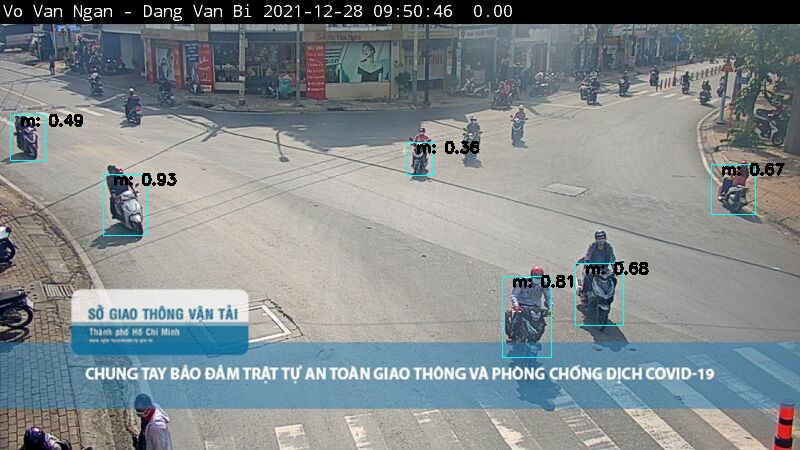 Vo Van Ngan - Dang Van Bi 2021-12-28 09:50:46 0.00
m: 0.49
m: 0.36
m: 0.93
m: 0.67
m: 0.81
m: 0.68
SỞ GIAO THÔNG VẬN TẢI
Thành phố Hồ Chí Minh
CHUNG TAY BẢO ĐẢM TRẬT TỰ AN TOÀN GIAO THÔNG VÀ PHÒNG CHỐNG DỊCH COVID-19